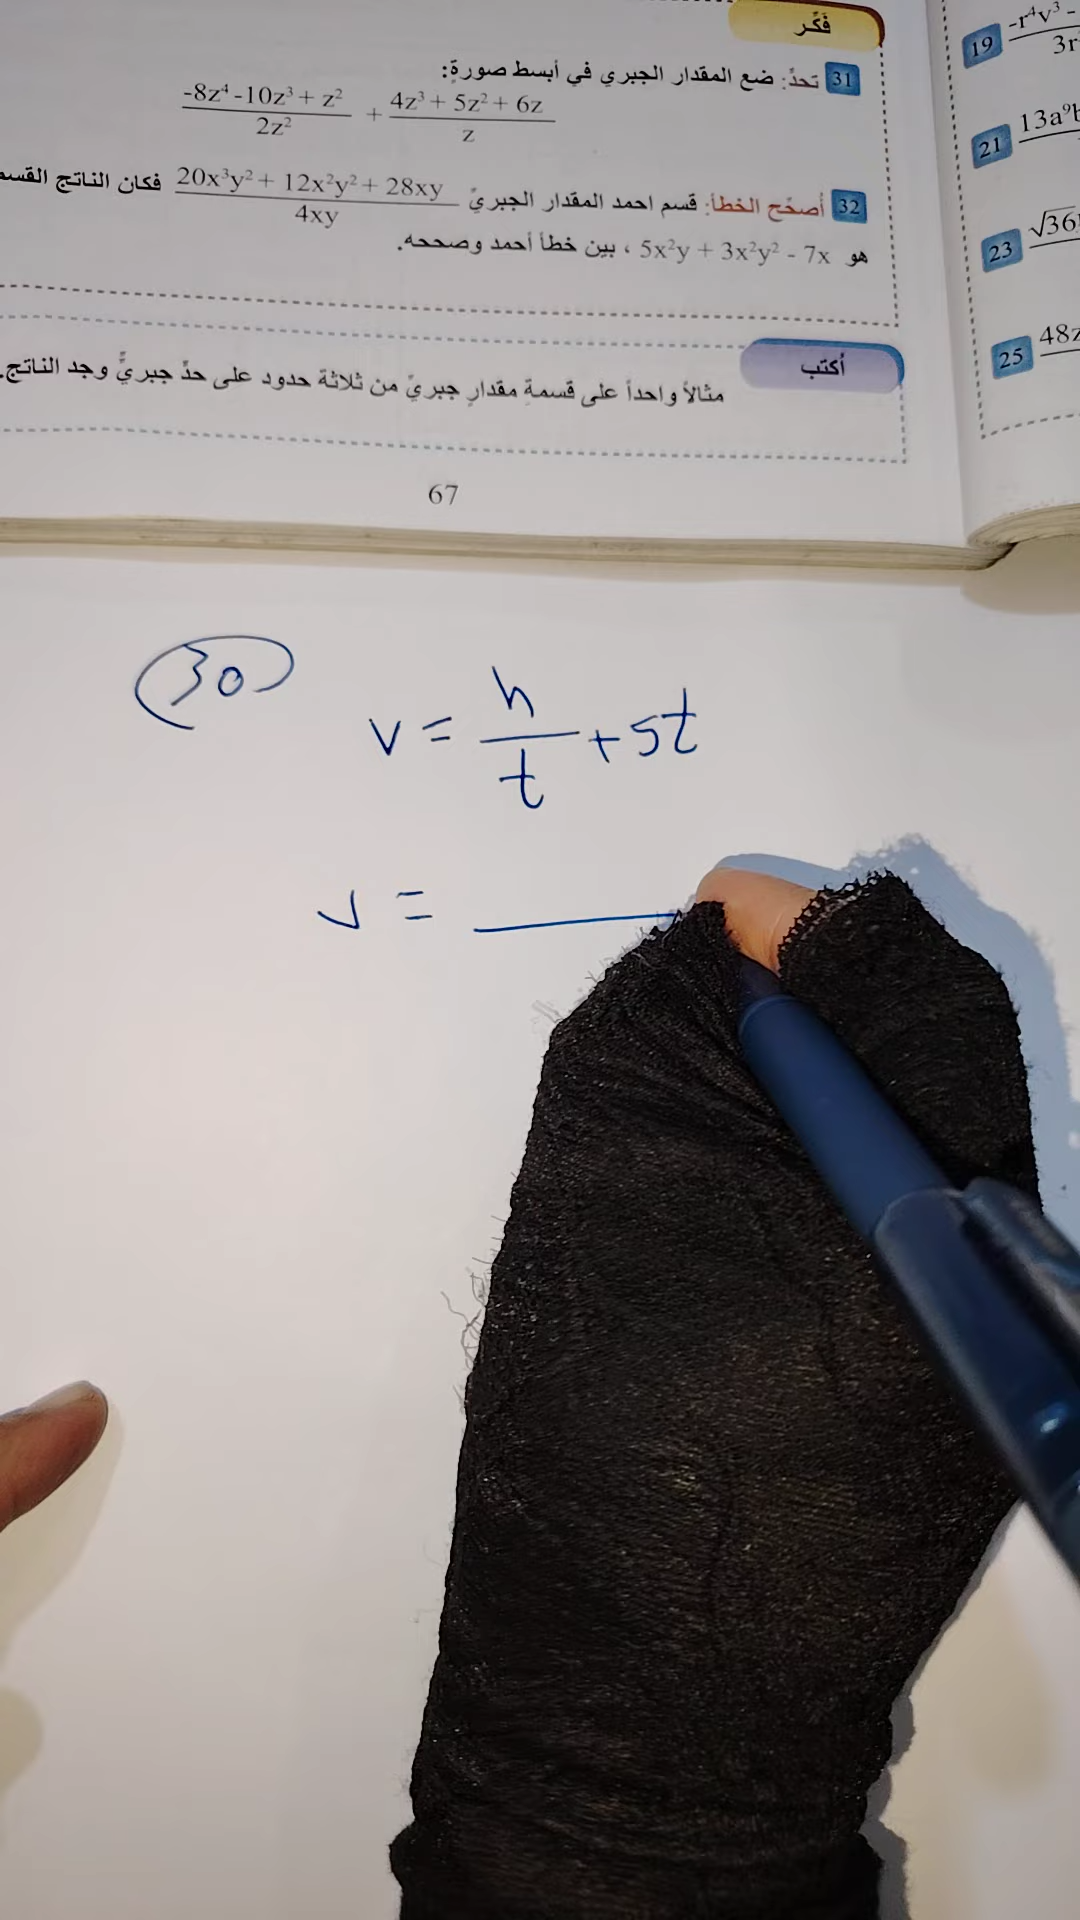 فكّر
31 تحدٍّ: ضع المقدار الجبري في أبسط صورةٍ:
(-8z⁴ -10z³ + z²)/(2z²) + (4z³ + 5z² + 6z)/z
32 أصحّح الخطأ: قسم احمد المقدار الجبريّ (20x³y² + 12x²y² + 28xy)/(4xy) فكان الناتج
هو 5x²y + 3x²y² - 7x ، بين خطأ أحمد وصححه.
أكتب
مثالاً واحداً على قسمةِ مقدارٍ جبريّ من ثلاثة حدود على حدٍّ جبريٍّ وجد الناتج.
67
19
3r
21
23 √36
25
30
v = h/t + 5t
v =